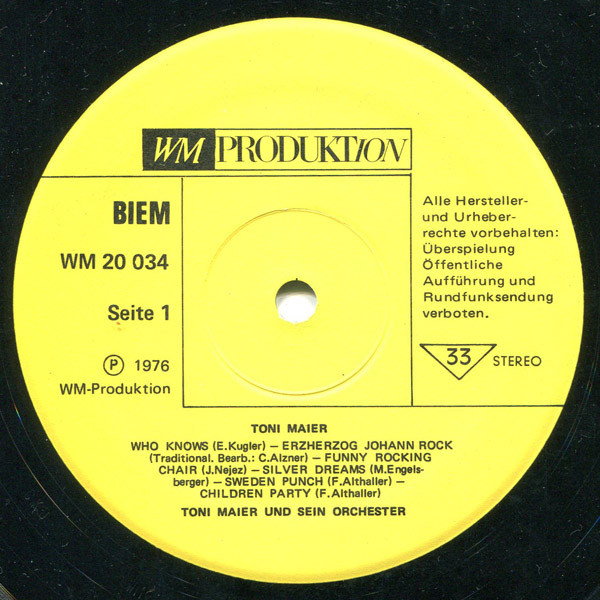 WM PRODUKTION
BIEM
WM 20 034
Seite 1
Ⓟ 1976
WM-Produktion
Alle Hersteller-
und Urheber-
rechte vorbehalten:
Überspielung
Öffentliche
Aufführung und
Rundfunksendung
verboten.
33 STEREO
TONI MAIER
WHO KNOWS (E.Kugler) – ERZHERZOG JOHANN ROCK
(Traditional. Bearb.: C.Alzner) – FUNNY ROCKING
CHAIR (J.Nejez) – SILVER DREAMS (M.Engels-
berger) – SWEDEN PUNCH (F.Althaller) –
CHILDREN PARTY (F.Althaller)
TONI MAIER UND SEIN ORCHESTER